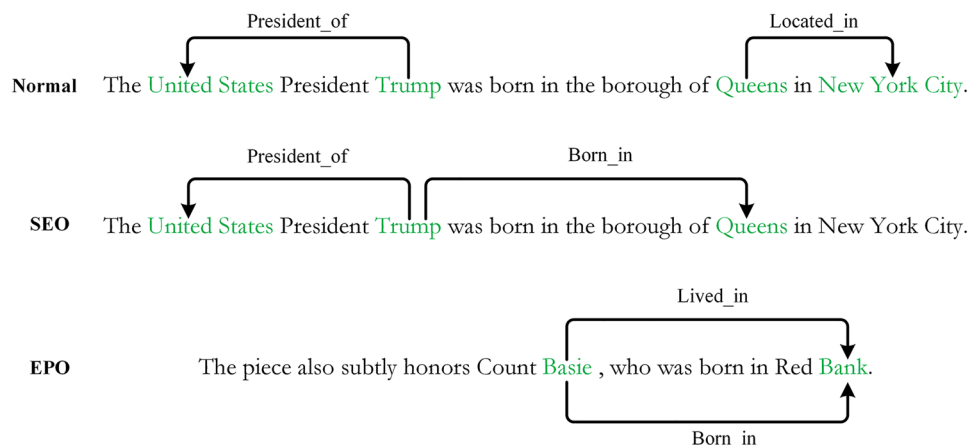 President_of Located_in
Normal The United States President Trump was born in the borough of Queens in New York City.
President_of Born_in
SEO The United States President Trump was born in the borough of Queens in New York City.
Lived_in
EPO The piece also subtly honors Count Basie , who was born in Red Bank.
Born_in